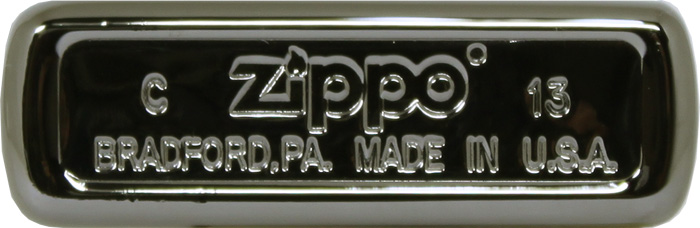 C Zippo 13
BRADFORD, PA. MADE IN U.S.A.